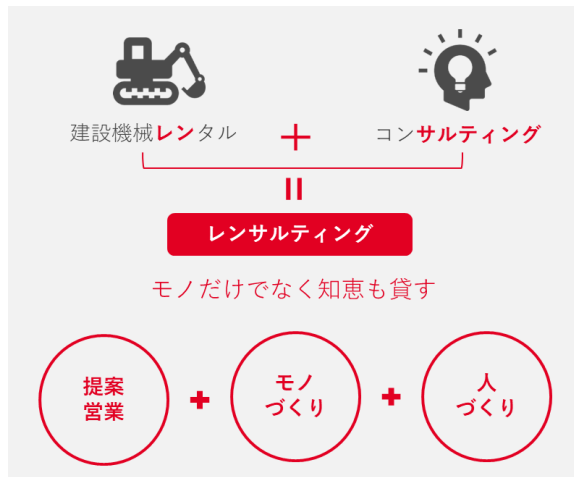 建設機械レンタル
+
コンサルティング
=
レンサルティング
モノだけでなく知恵も貸す
提案
営業
+
モノ
づくり
+
人
づくり